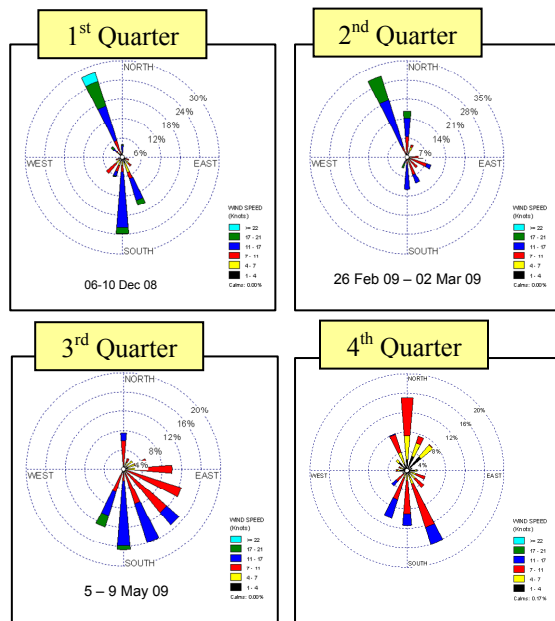 1st Quarter
NORTH
30%
24%
18%
12%
6%
WEST
EAST
SOUTH
WIND SPEED
(Knots)
>= 22
17 - 21
11 - 17
7 - 11
4 - 7
1 - 4
Calms: 0.00%
06-10 Dec 08
2nd Quarter
NORTH
35%
28%
21%
14%
7%
WEST
EAST
SOUTH
WIND SPEED
(Knots)
>= 22
17 - 21
11 - 17
7 - 11
4 - 7
1 - 4
Calms: 0.00%
26 Feb 09 – 02 Mar 09
3rd Quarter
NORTH
20%
16%
12%
8%
4%
WEST
EAST
SOUTH
WIND SPEED
(Knots)
>= 22
17 - 21
11 - 17
7 - 11
4 - 7
1 - 4
Calms: 0.00%
5 – 9 May 09
4th Quarter
NORTH
20%
16%
12%
8%
4%
WEST
EAST
SOUTH
WIND SPEED
(Knots)
>= 22
17 - 21
11 - 17
7 - 11
4 - 7
1 - 4
Calms: 0.17%